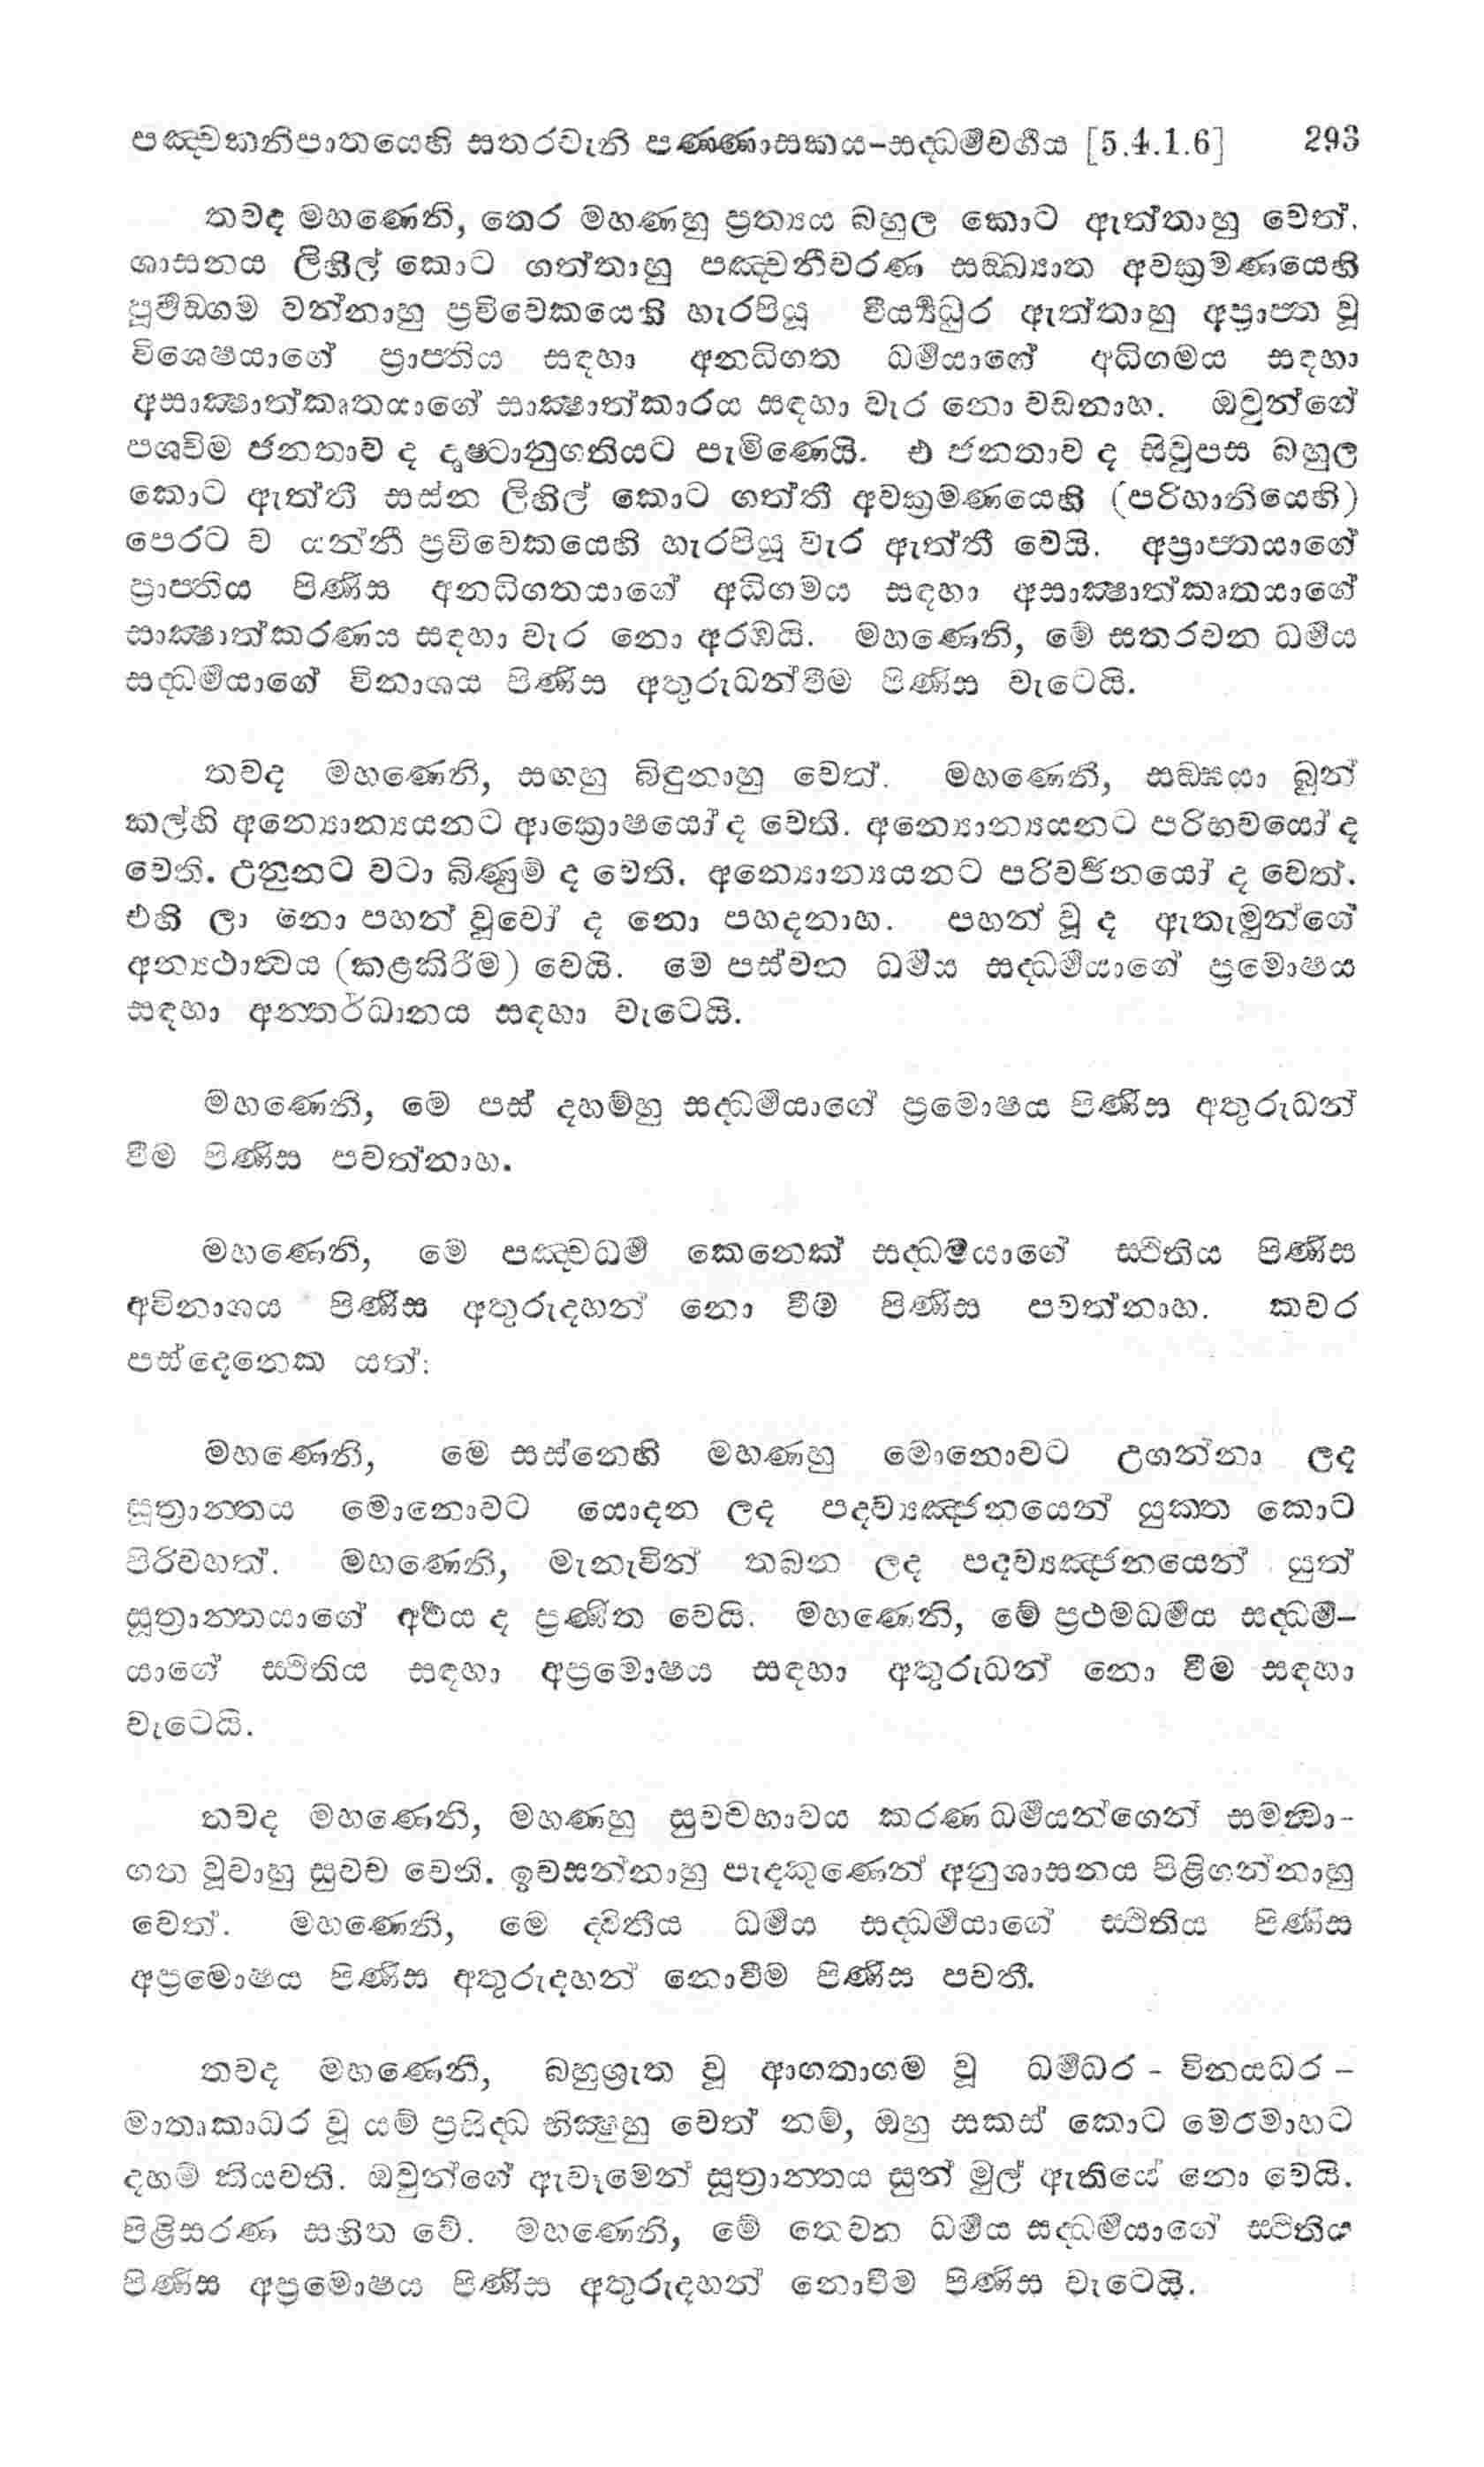 පඤ්චකනිපාතයෙහි සතරවැනි පණ්ණාසකය-සද්ධර්මවර්ගය [5.4.1.6] 293
තවද මහණෙනි, තෙර මහණහු ප්‍රත්‍යය බහුල කොට ඇත්තාහු වෙත්.
ශාසනය ලිහිල් කොට ගත්තාහු පඤ්චනීවරණ සඞ්ඛ්‍යාත අවක්‍රමණයෙහි
පූර්වඞ්ගම වන්නාහු ප්‍රවිවෙකයෙහි හැරපියූ වීර්‍ය්‍යධුර ඇත්තාහු අප්‍රාප්ත වූ
විශෙෂයාගේ ප්‍රාප්තිය සඳහා අනධිගත ධර්මයාගේ අධිගමය සඳහා
අසාක්‍ෂාත්කෘතයාගේ සාක්‍ෂාත්කාරය සඳහා වැර නො වඩනාහ. ඔවුන්ගේ
පශ්චිම ජනතාව ද දෘෂ්ටානුගතියට පැමිණෙයි. එ ජනතාව ද සිවුපස බහුල
කොට ඇත්තී සස්න ලිහිල් කොට ගත්තී අවක්‍රමණයෙහි (පරිහානියෙහි)
පෙරට ව යන්නී ප්‍රවිවෙකයෙහි හැරපියූ වැර ඇත්තී වෙයි. අප්‍රාප්තයාගේ
ප්‍රාප්තිය පිණිස අනධිගතයාගේ අධිගමය සඳහා අසාක්‍ෂාත්කෘතයාගේ
සාක්‍ෂාත්කරණය සඳහා වැර නො අරඹයි. මහණෙනි, මේ සතරවන ධර්මය
සද්ධර්මයාගේ විනාශය පිණිස අතුරුධන්වීම පිණිස වැටෙයි.
තවද මහණෙනි, සඟහු බිඳුනාහු වෙත්. මහණෙනි, සඞ්ඝයා බුන්
කල්හි අන්‍යොන්‍යයනට ආක්‍රොෂයෝ ද වෙති. අන්‍යොන්‍යයනට පරිභවයෝ ද
වෙති. උනුනට වටා බිණුම් ද වෙති. අන්‍යොන්‍යයනට පරිවර්ජනයෝ ද වෙත්.
එහි ලා නො පහන් වූවෝ ද නො පහදනාහ. පහන් වූ ද ඇතැමුන්ගේ
අන්‍යථාත්වය (කළකිරීම) වෙයි. මේ පස්වන ධර්මය සද්ධර්මයාගේ ප්‍රමොෂය
සඳහා අන්තර්ධානය සඳහා වැටෙයි.
මහණෙනි, මේ පස් දහම්හු සද්ධර්මයාගේ ප්‍රමොෂය පිණිස අතුරුධන්
වීම පිණිස පවත්නාහ.
මහණෙනි, මේ පඤ්චධර්ම කෙනෙක් සද්ධර්මයාගේ ස්ථිතිය පිණිස
අවිනාශය පිණිස අතුරුදහන් නො වීම පිණිස පවත්නාහ. කවර
පස්දෙනෙක යත්:
මහණෙනි, මේ සස්නෙහි මහණහු මොනොවට උගන්නා ලද
සූත්‍රාන්තය මොනොවට යොදන ලද පදව්‍යඤ්ජනයෙන් යුක්ත කොට
පිරිවහත්. මහණෙනි, මැනැවින් තබන ලද පදව්‍යඤ්ජනයෙන් යුත්
සූත්‍රාන්තයාගේ අර්ථය ද ප්‍රණීත වෙයි. මහණෙනි, මේ ප්‍රථමධර්මය සද්ධර්ම-
යාගේ ස්ථිතිය සඳහා අප්‍රමොෂය සඳහා අතුරුධන් නො වීම සඳහා
වැටෙයි.
තවද මහණෙනි, මහණහු සුවචභාවය කරණ ධර්මයන්ගෙන් සමන්වා-
ගත වූවාහු සුවච වෙති. ඉවසන්නාහු පැදකුණෙන් අනුශාසනය පිළිගන්නාහු
වෙත්. මහණෙනි, මේ ද්විතීය ධර්මය සද්ධර්මයාගේ ස්ථිතිය පිණිස
අප්‍රමොෂය පිණිස අතුරුදහන් නොවීම පිණිස පවතී.
තවද මහණෙනි, බහුශ්‍රැත වූ ආගතාගම වූ ධර්මධර - විනයධර -
මාතෘකාධර වූ යම් ප්‍රසිද්ධ භික්‍ෂුහු වෙත් නම්, ඔහු සකස් කොට මෙරමාහට
දහම් කියවති. ඔවුන්ගේ ඇවෑමෙන් සූත්‍රාන්තය සුන් මුල් ඇතියේ නො වෙයි.
පිළිසරණ සහිත වේ. මහණෙනි, මේ තෙවන ධර්මය සද්ධර්මයාගේ ස්ථිතිය
පිණිස අප්‍රමොෂය පිණිස අතුරුදහන් නොවීම පිණිස වැටෙයි.